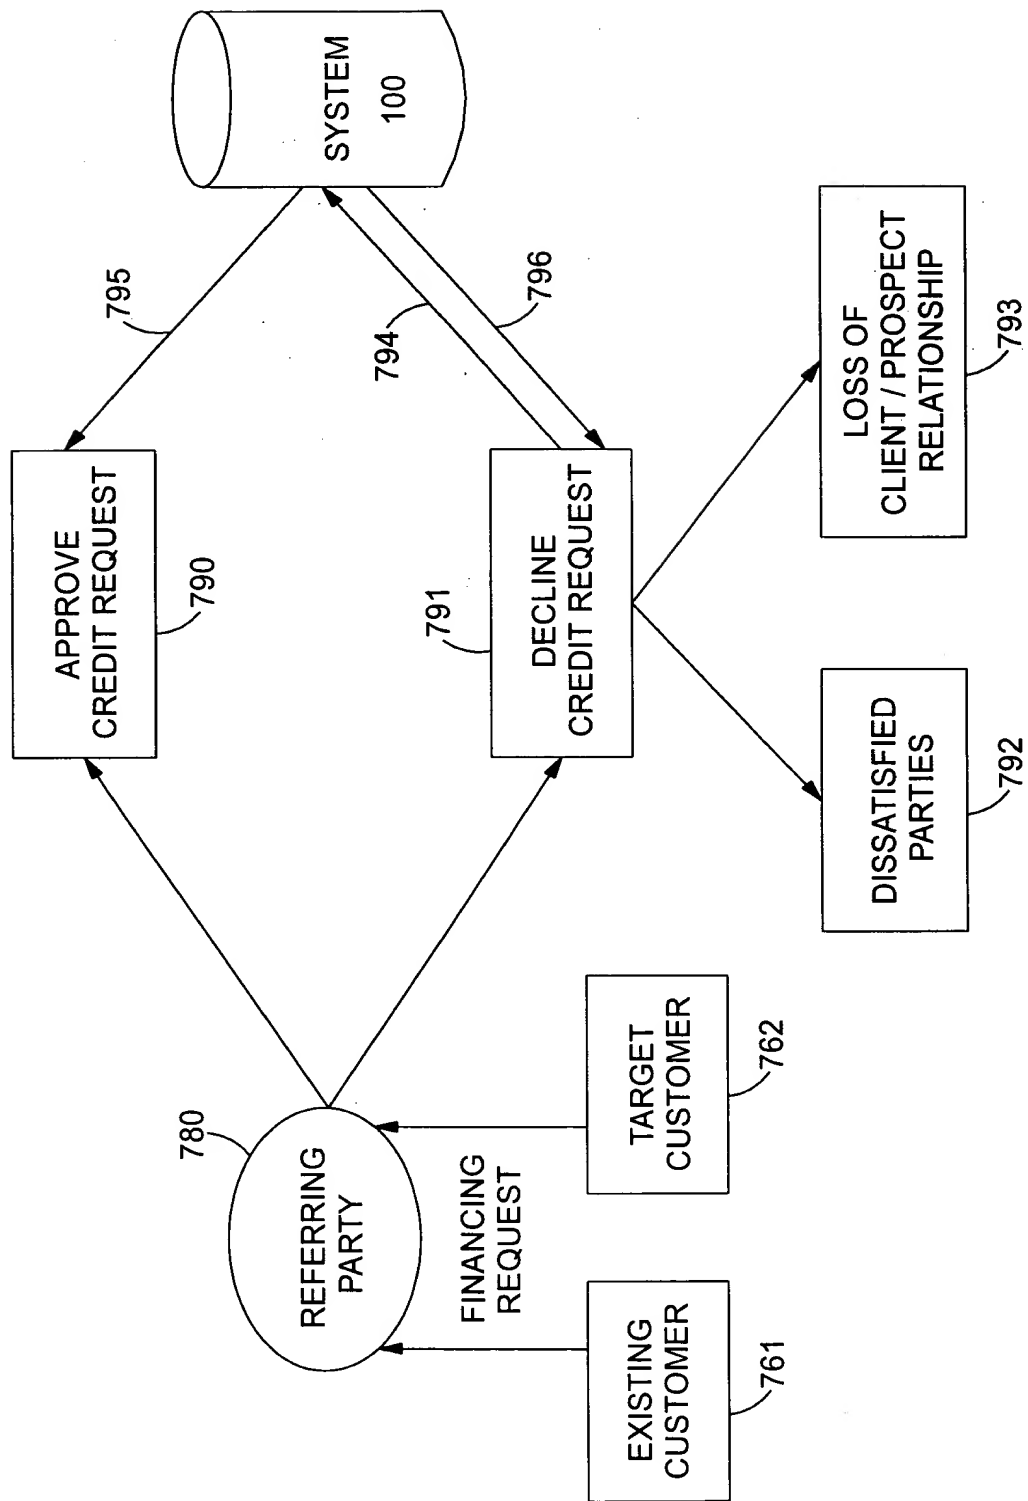 EXISTING
CUSTOMER
761
FINANCING
REQUEST
TARGET
CUSTOMER
762
REFERRING
PARTY
780
APPROVE
CREDIT REQUEST
790
DECLINE
CREDIT REQUEST
791
DISSATISFIED
PARTIES
792
LOSS OF
CLIENT / PROSPECT
RELATIONSHIP
793
795
794
796
SYSTEM
100